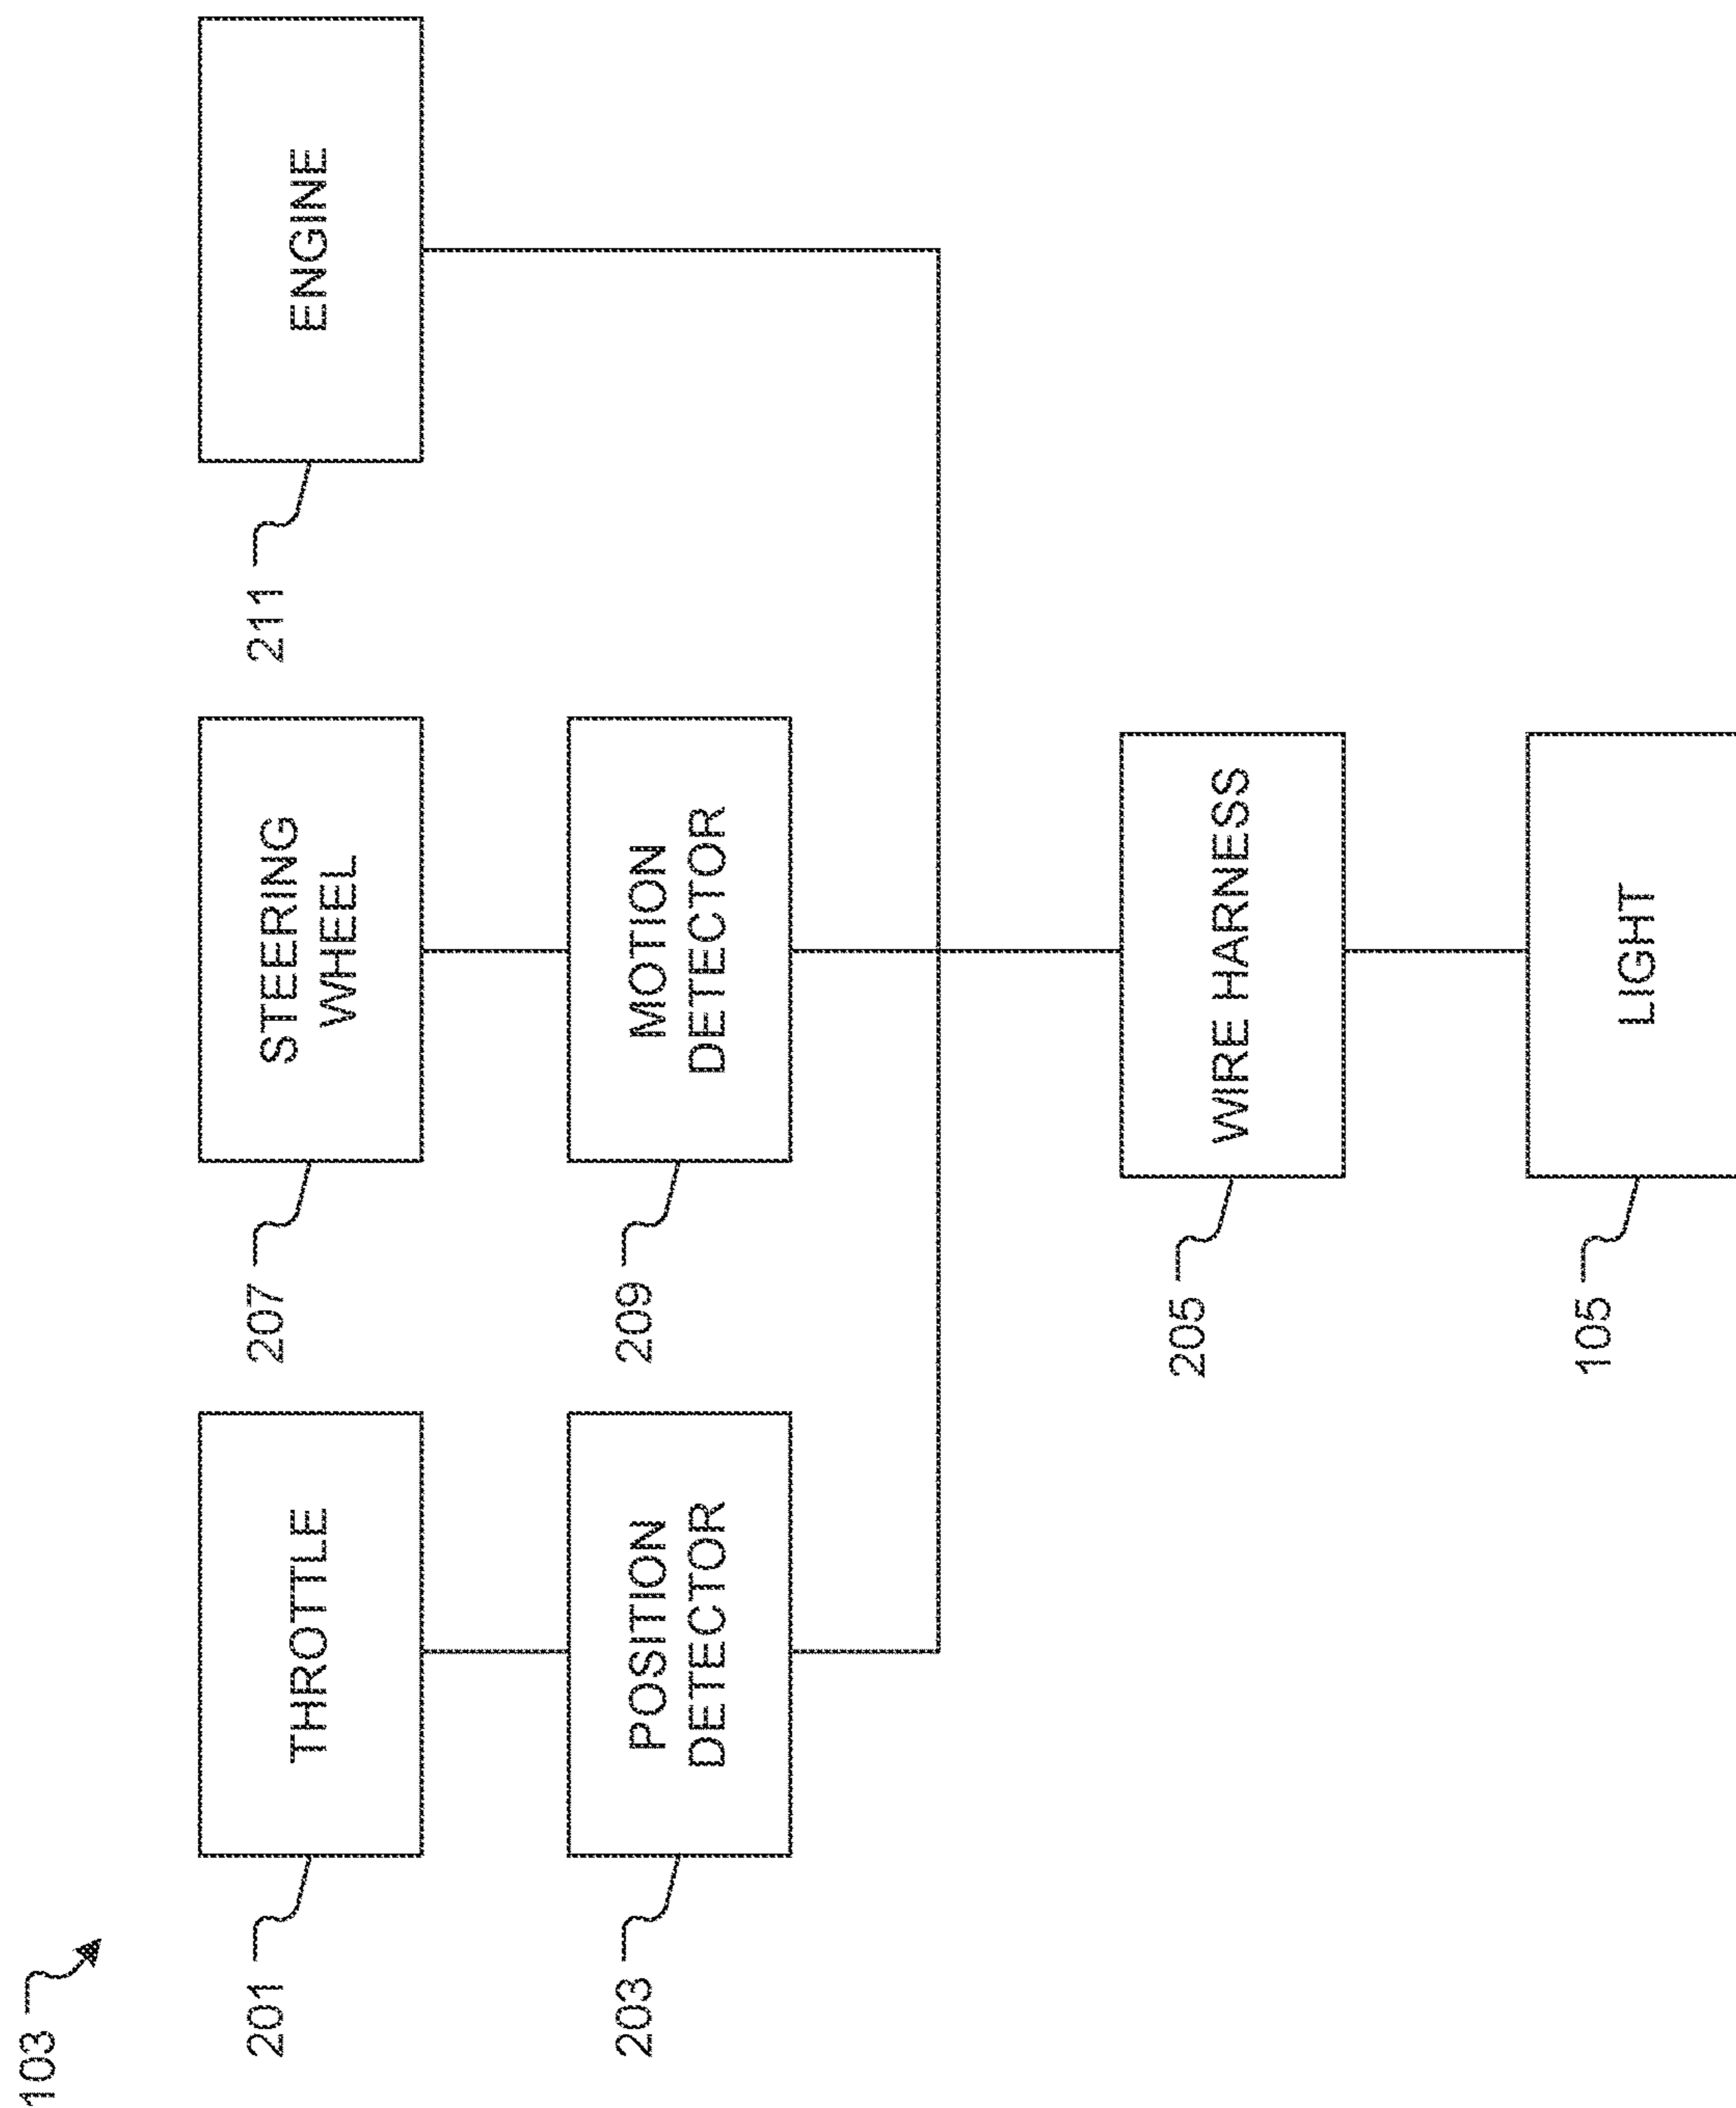 103
201
THROTTLE
207
STEERING
WHEEL
211
ENGINE
203
POSITION
DETECTOR
209
MOTION
DETECTOR
205
WIRE HARNESS
105
LIGHT